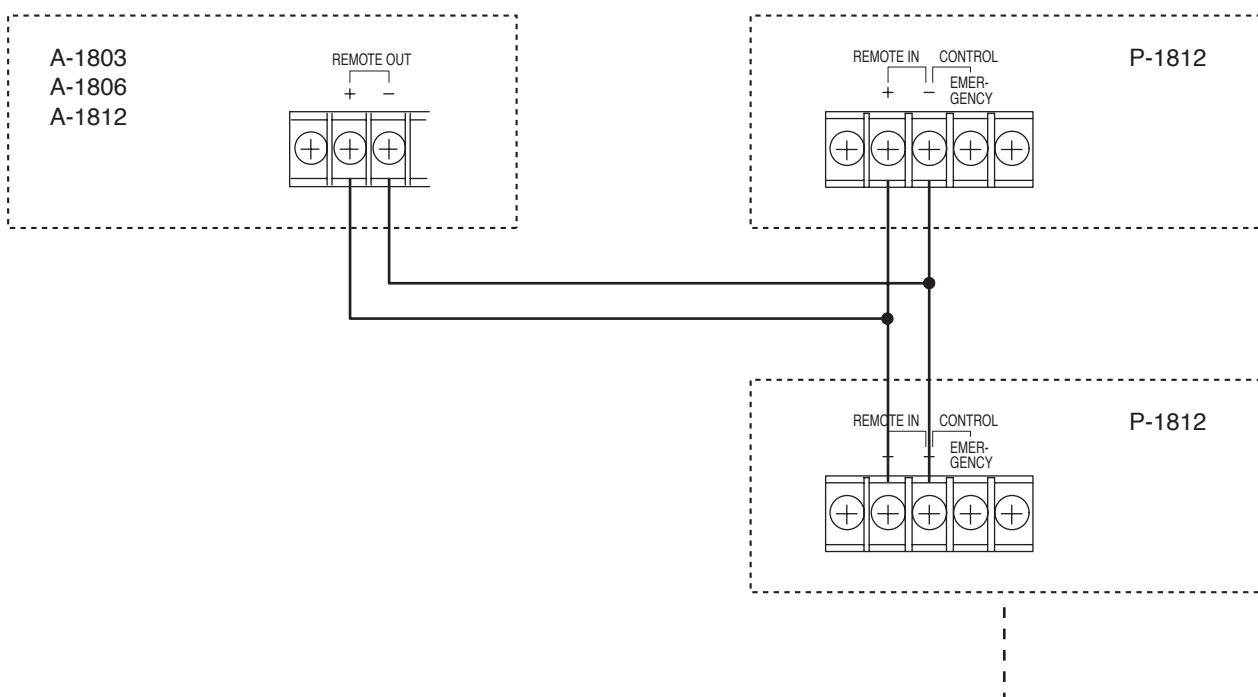 A-1803
A-1806
A-1812
REMOTE OUT
+ −
P-1812
REMOTE IN CONTROL
+ − EMER-
GENCY
P-1812
REMOTE IN CONTROL
+ − EMER-
GENCY